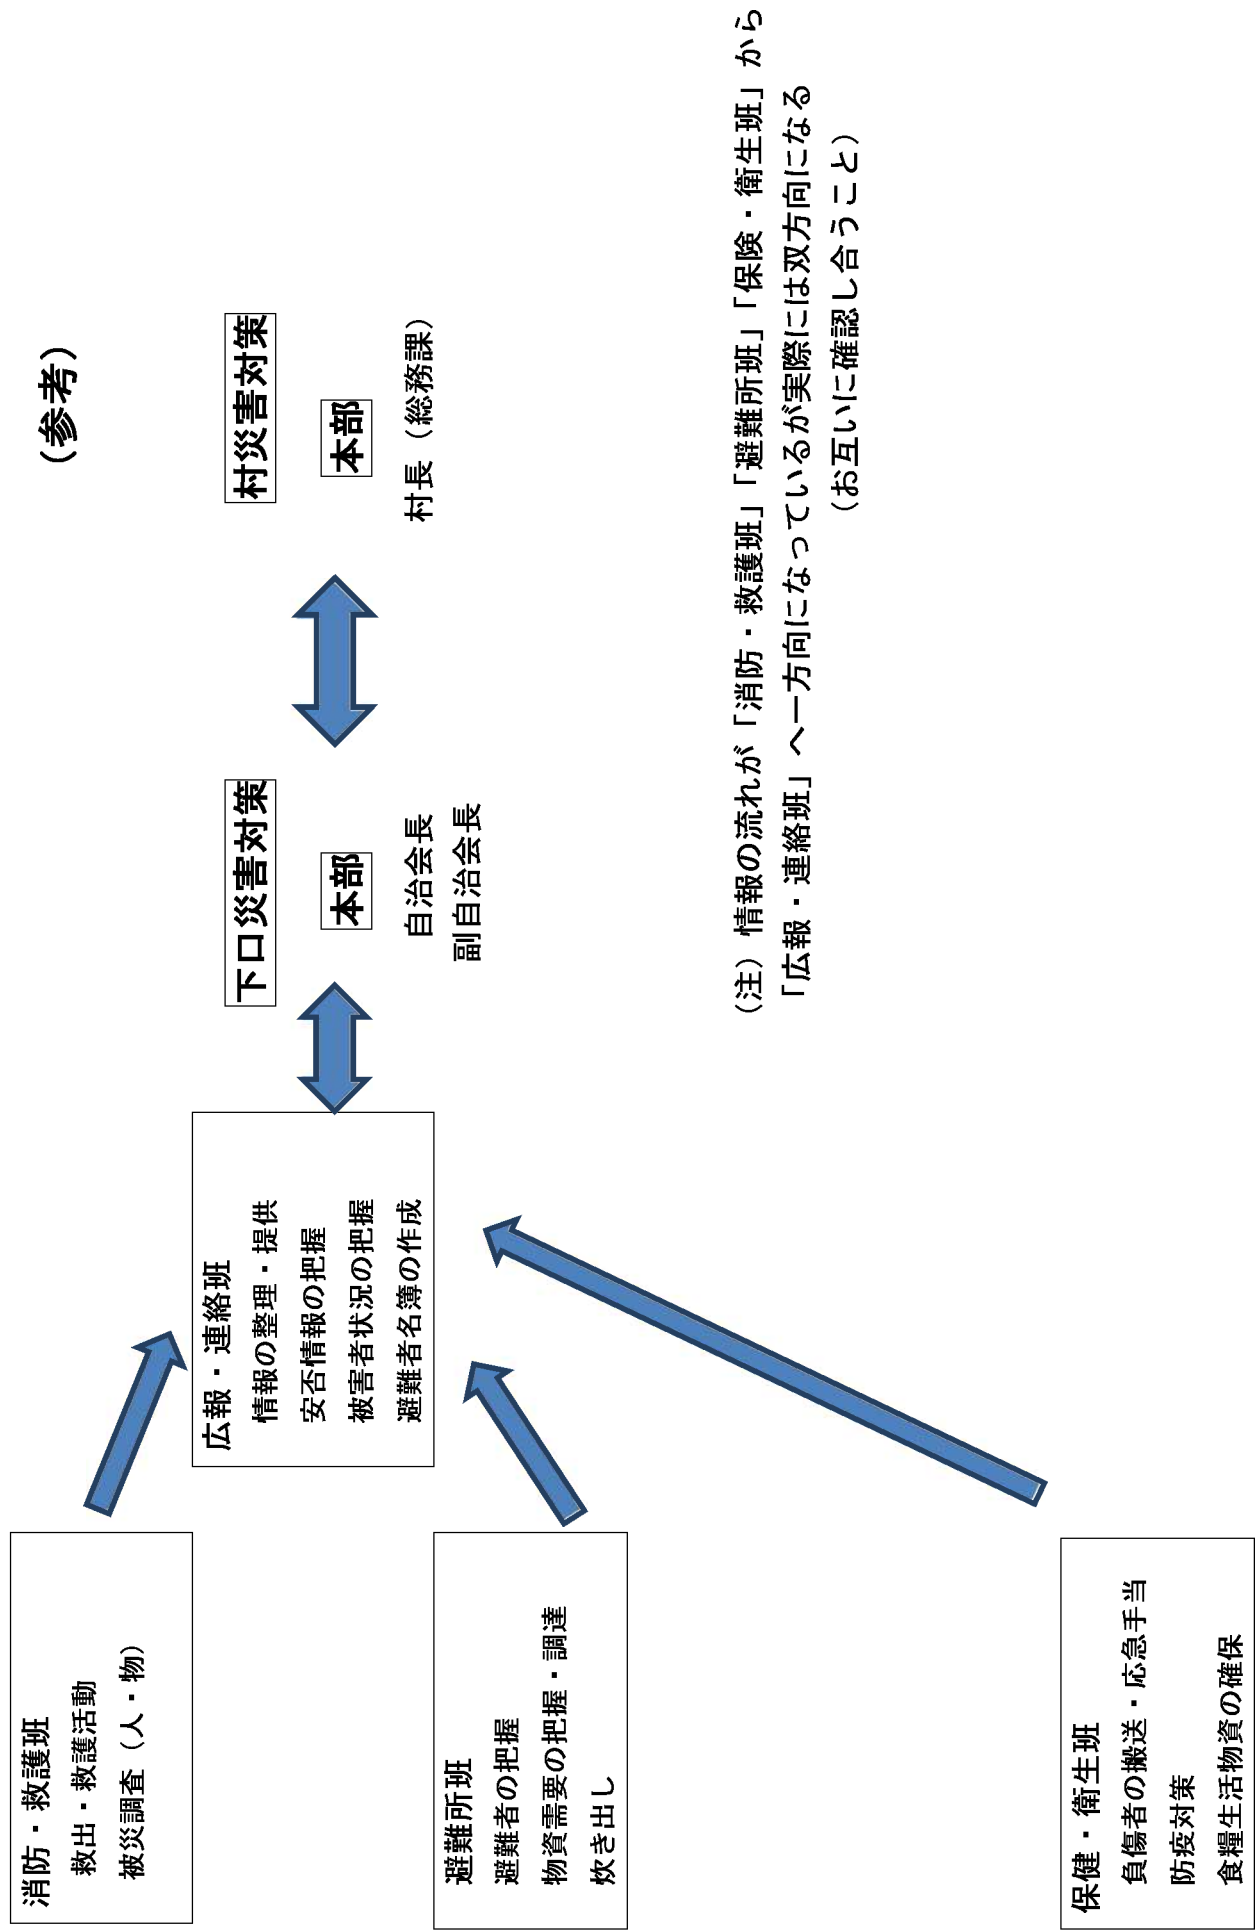 （参考）
消防・救護班
救出・救護活動
被災調査（人・物）
広報・連絡班
情報の整理・提供
安否情報の把握
被害者状況の把握
避難者名簿の作成
下口災害対策
本部
自治会長
副自治会長
村災害対策
本部
村長（総務課）
避難所班
避難者の把握
物資需要の把握・調達
炊き出し
（注）情報の流れが「消防・救護班」「避難所班」「保険・衛生班」から
「広報・連絡班」へ一方向になっているが実際には双方向になる
（お互いに確認し合うこと）
保健・衛生班
負傷者の搬送・応急手当
防疫対策
食糧生活物資の確保